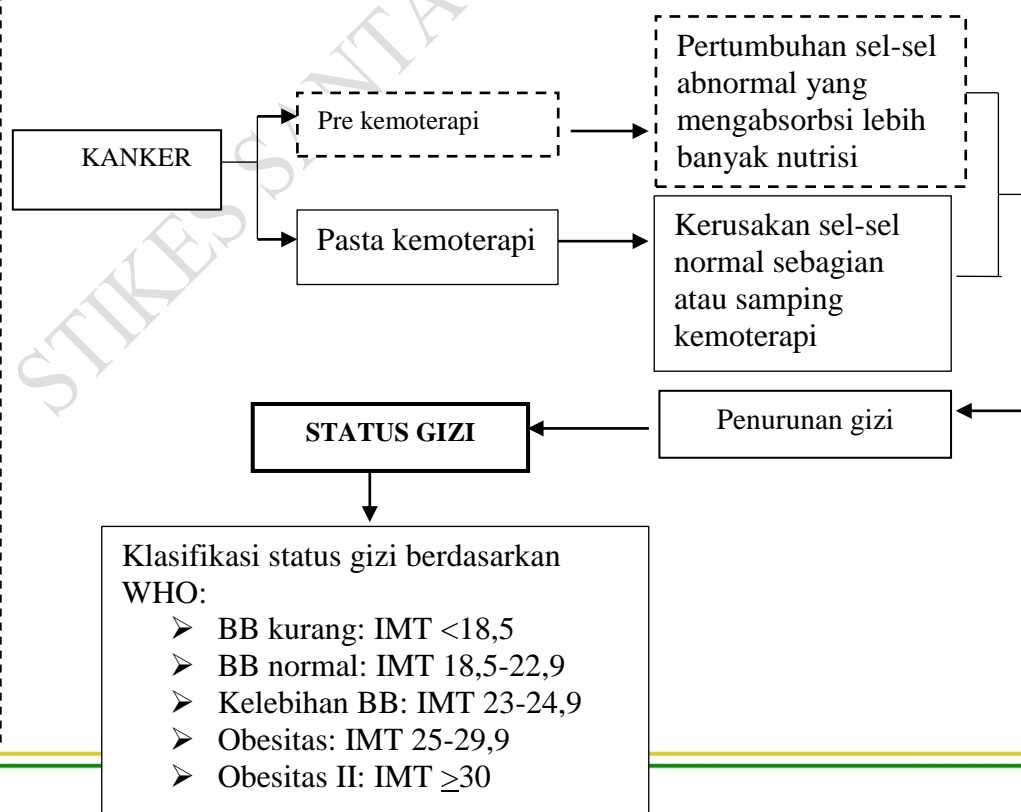 Pertumbuhan sel-sel
abnormal yang
mengabsorbsi lebih
banyak nutrisi
Pre kemoterapi
KANKER
Pasta kemoterapi
Kerusakan sel-sel
normal sebagian
atau samping
kemoterapi
Penurunan gizi
STATUS GIZI
Klasifikasi status gizi berdasarkan
WHO:
➢ BB kurang: IMT <18,5
➢ BB normal: IMT 18,5-22,9
➢ Kelebihan BB: IMT 23-24,9
➢ Obesitas: IMT 25-29,9
➢ Obesitas II: IMT ≥30
STIKES SANTA